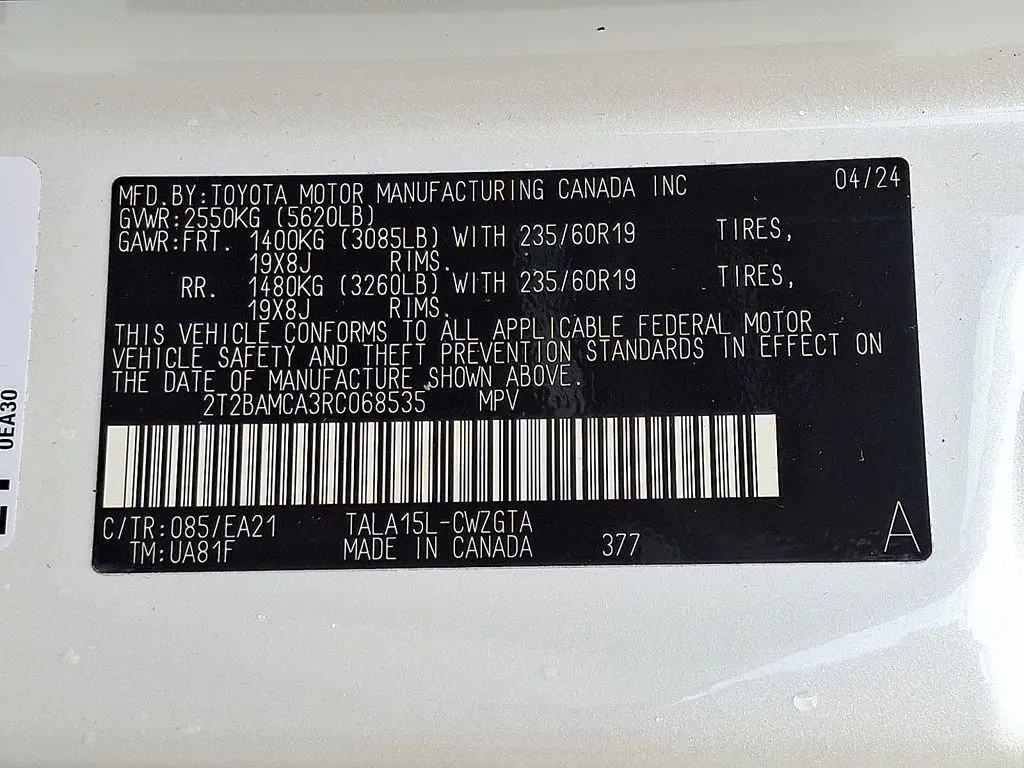 MFD.BY:TOYOTA MOTOR MANUFACTURING CANADA INC 04/24
GVWR:2550KG (5620LB)
GAWR:FRT. 1400KG (3085LB) WITH 235/60R19 TIRES,
19X8J RIMS.
RR. 1480KG (3260LB) WITH 235/60R19 TIRES,
19X8J RIMS.
THIS VEHICLE CONFORMS TO ALL APPLICABLE FEDERAL MOTOR
VEHICLE SAFETY AND THEFT PREVENTION STANDARDS IN EFFECT ON
THE DATE OF MANUFACTURE SHOWN ABOVE.
2T2BAMCA3RC068535 MPV
C/TR:085/EA21 TALA15L-CWZGTA
TM:UA81F MADE IN CANADA 377 A
0EA30